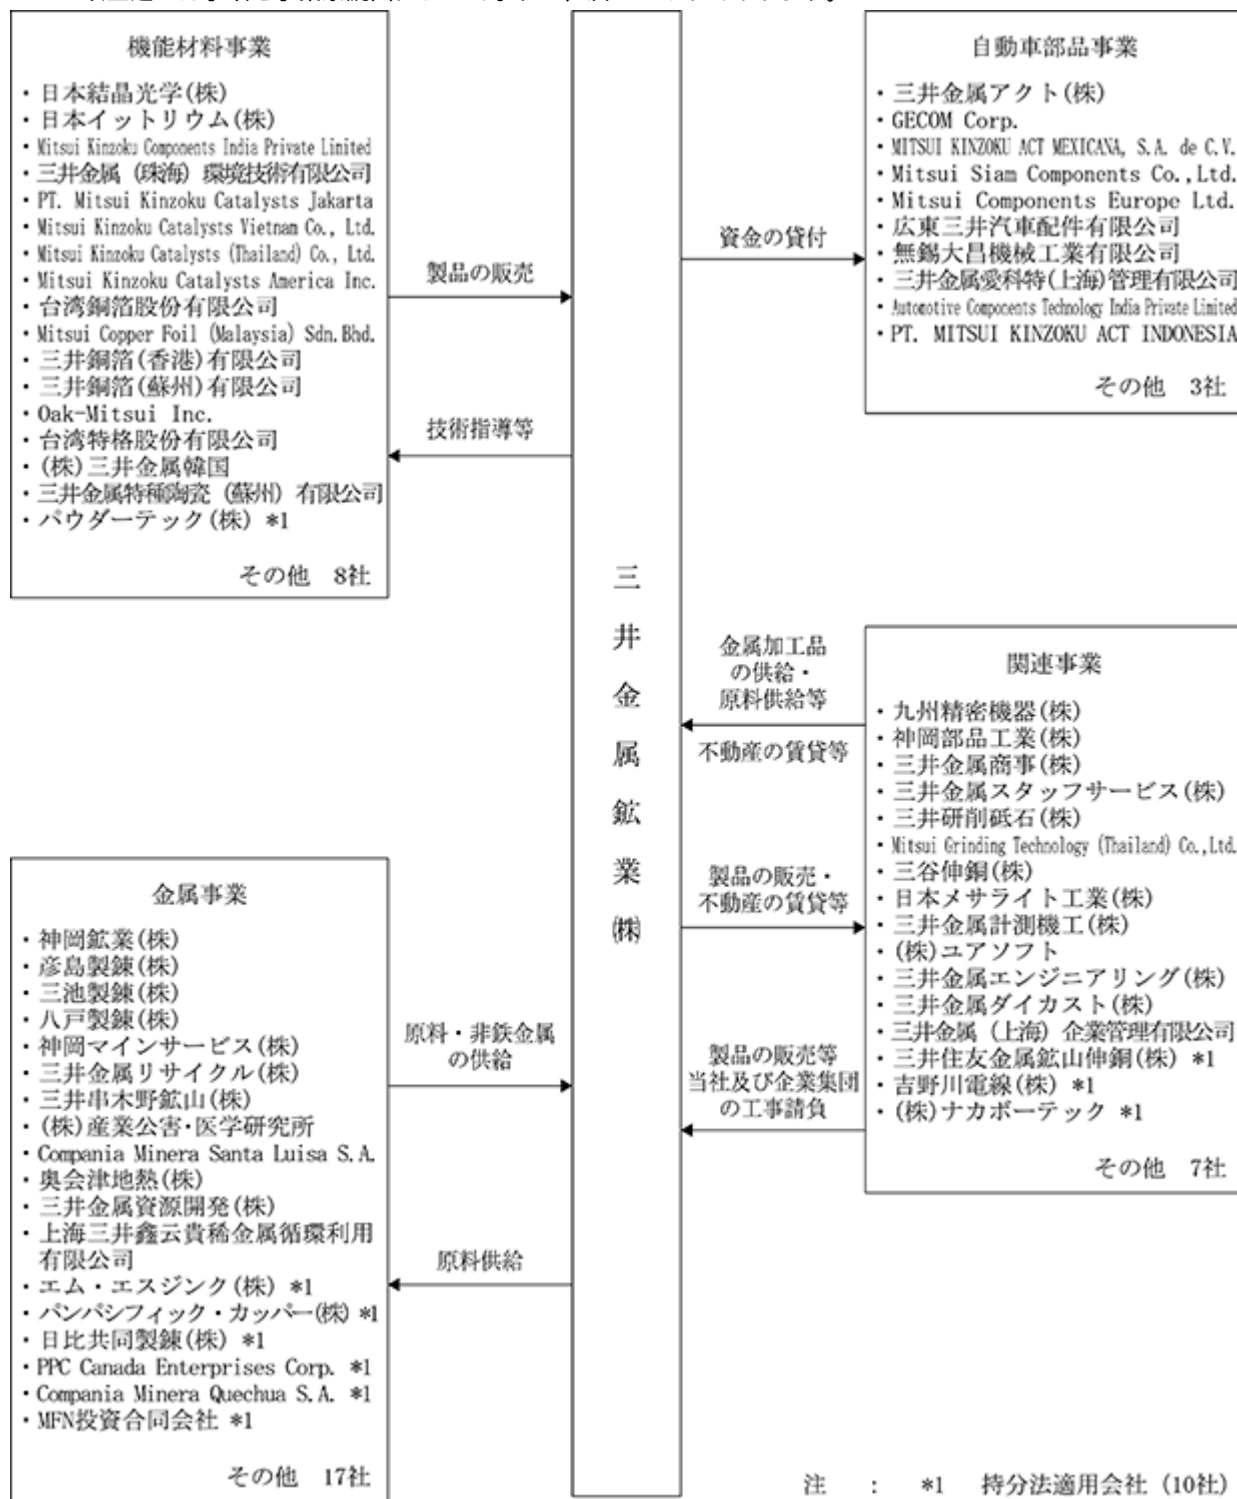 機能材料事業
・日本結晶光学(株)
・日本イットリウム(株)
・Mitsui Kinzoku Components India Private Limited
・三井金属（珠海）環境技術有限公司
・PT. Mitsui Kinzoku Catalysts Jakarta
・Mitsui Kinzoku Catalysts Vietnam Co., Ltd.
・Mitsui Kinzoku Catalysts (Thailand) Co., Ltd.
・Mitsui Kinzoku Catalysts America Inc.
・台湾銅箔股份有限公司
・Mitsui Copper Foil (Malaysia) Sdn.Bhd.
・三井銅箔(香港)有限公司
・三井銅箔(蘇州)有限公司
・Oak-Mitsui Inc.
・台湾特格股份有限公司
・(株)三井金属韓国
・三井金属特種陶瓷（蘇州）有限公司
・パウダーテック(株) *1
その他 8社
製品の販売
技術指導等
金属事業
・神岡鉱業(株)
・彦島製錬(株)
・三池製錬(株)
・八戸製錬(株)
・神岡マインサービス(株)
・三井金属リサイクル(株)
・三井串木野鉱山(株)
・(株)産業公害・医学研究所
・Compania Minera Santa Luisa S.A.
・奥会津地熱(株)
・三井金属資源開発(株)
・上海三井鑫云貴稀金属循環利用
有限公司
・エム・エスジンク(株) *1
・パンパシフィック・カッパー(株) *1
・日比共同製錬(株) *1
・PPC Canada Enterprises Corp. *1
・Compania Minera Quechua S.A. *1
・MFN投資合同会社 *1
その他 17社
原料・非鉄金属
の供給
原料供給
三井金属鉱業㈱
自動車部品事業
・三井金属アクト(株)
・GECOM Corp.
・MITSUI KINZOKU ACT MEXICANA, S.A. de C.V.
・Mitsui Siam Components Co.,Ltd.
・Mitsui Components Europe Ltd.
・広東三井汽車配件有限公司
・無錫大昌機械工業有限公司
・三井金属愛科特(上海)管理有限公司
・Automotive Components Technology India Private Limited
・PT. MITSUI KINZOKU ACT INDONESIA
その他 3社
資金の貸付
関連事業
・九州精密機器(株)
・神岡部品工業(株)
・三井金属商事(株)
・三井金属スタッフサービス(株)
・三井研削砥石(株)
・Mitsui Grinding Technology (Thailand) Co.,Ltd.
・三谷伸銅(株)
・日本メサライト工業(株)
・三井金属計測機工(株)
・(株)ユアソフト
・三井金属エンジニアリング(株)
・三井金属ダイカスト(株)
・三井金属（上海）企業管理有限公司
・三井住友金属鉱山伸銅(株) *1
・吉野川電線(株) *1
・(株)ナカボーテック *1
その他 7社
金属加工品
の供給・
原料供給等
不動産の賃貸等
製品の販売・
不動産の賃貸等
製品の販売等
当社及び企業集団
の工事請負
注 : *1 持分法適用会社 (10社)